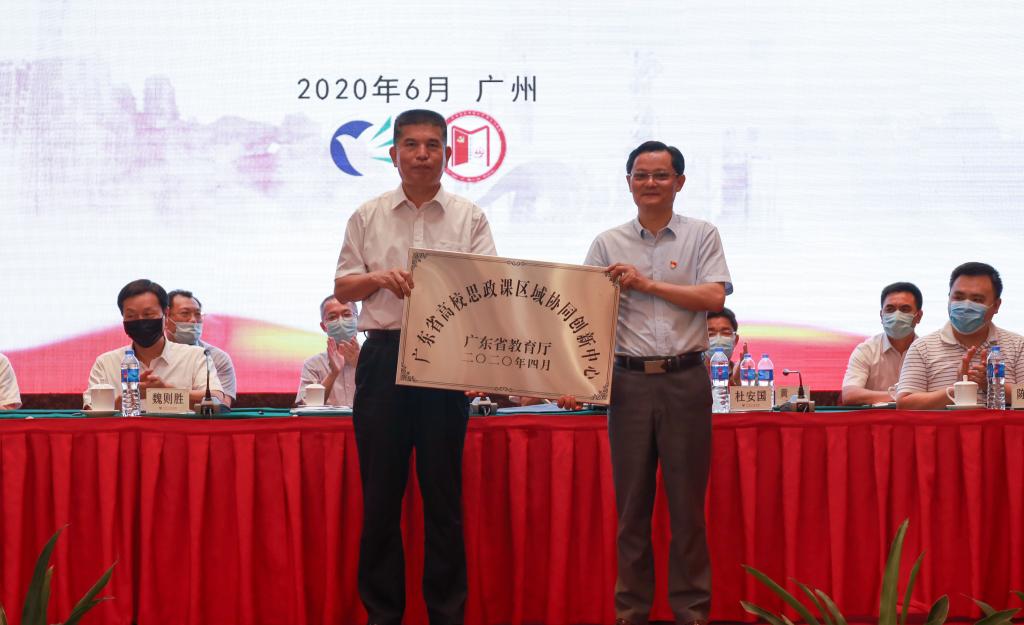 2020年6月 广州
广东省高校思政课区域协同创新中心
广东省教育厅
二〇二〇年四月
魏则胜
杜安国
黄
陈